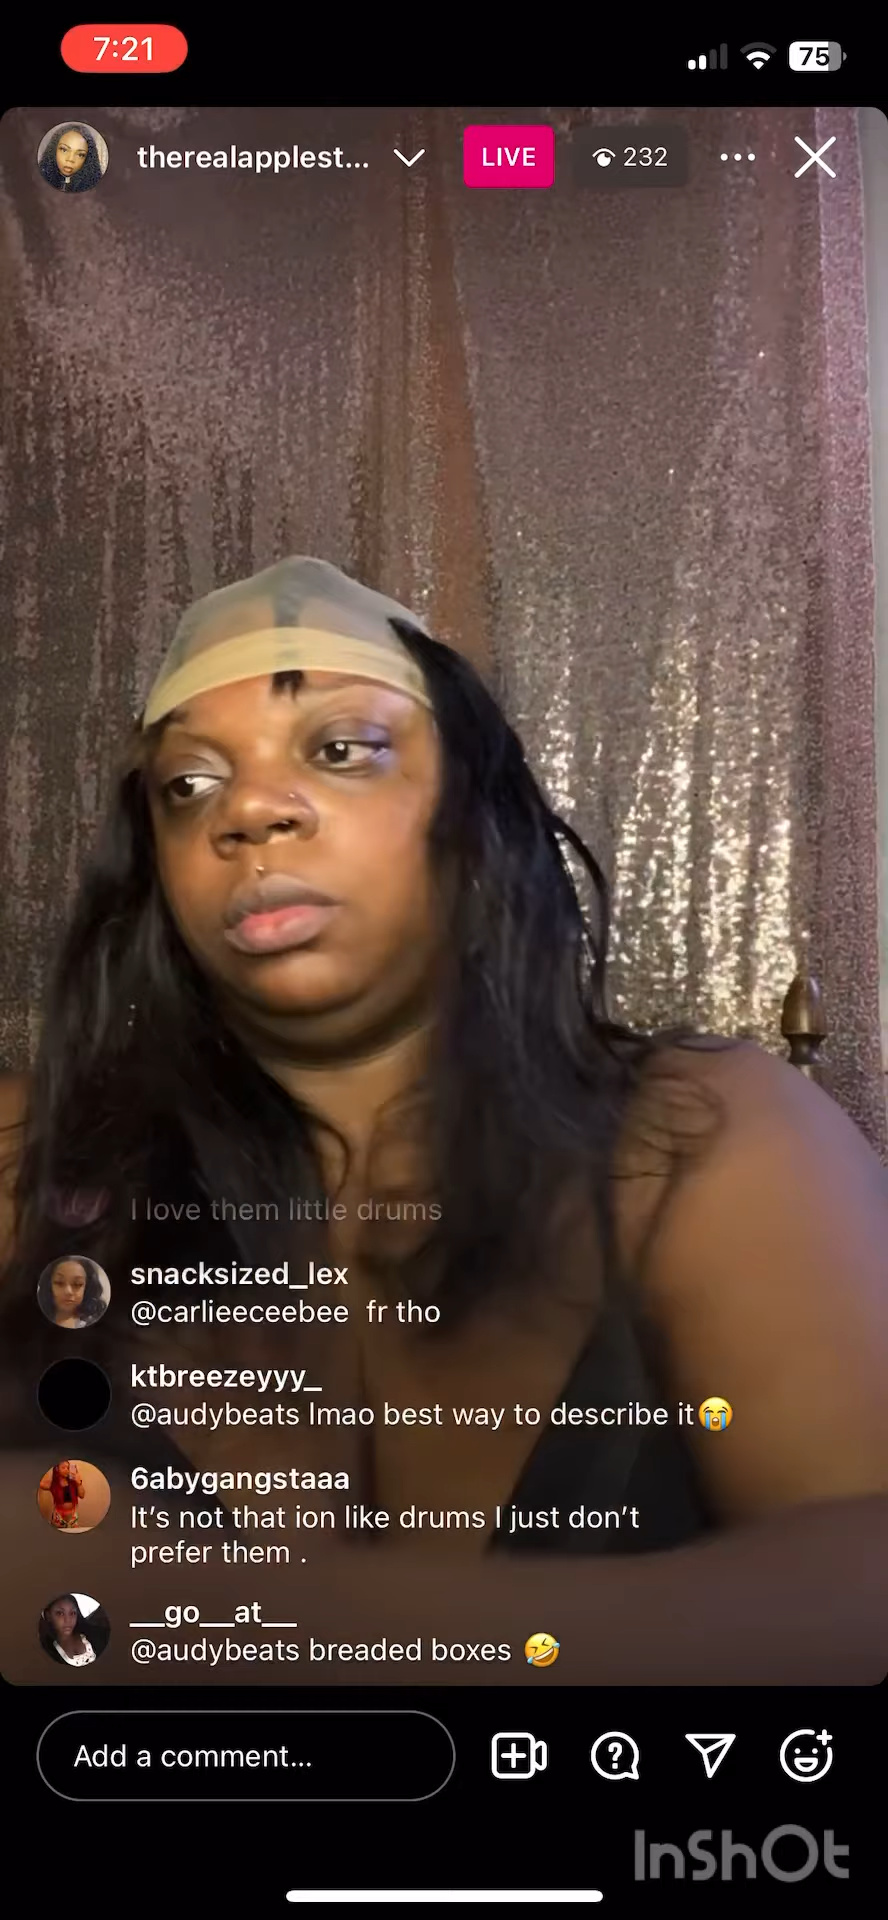 7:21
75
therealapplest...
LIVE
232
I love them little drums
snacksized_lex
@carlieeceebee fr tho
ktbreezeyyy_
@audybeats lmao best way to describe it😭
6abygangstaaa
It’s not that ion like drums I just don’t
prefer them .
__go__at__
@audybeats breaded boxes 🤣
Add a comment...
InShOt